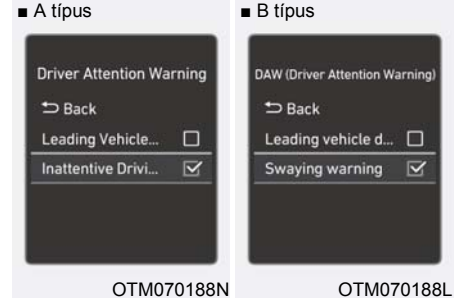 ■ A típus
■ B típus
Driver Attention Warning
Back
Leading Vehicle...
Inattentive Drivi...
OTM070188N
DAW (Driver Attention Warning)
Back
Leading vehicle d...
Swaying warning
OTM070188L